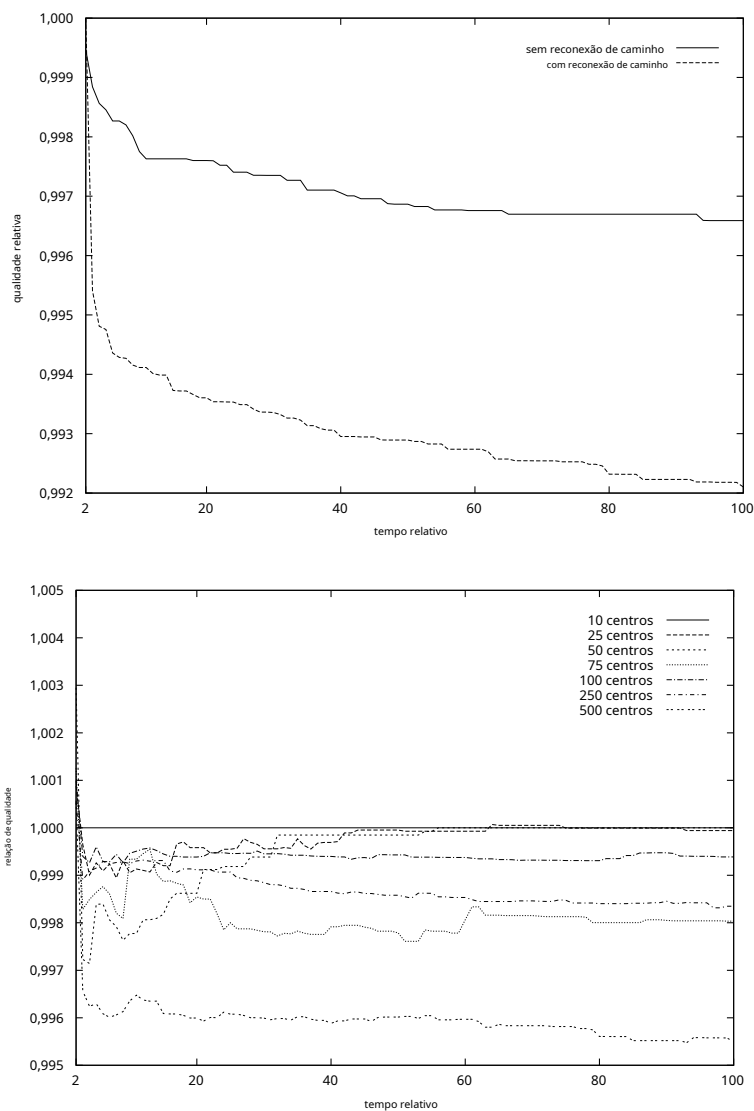 1,000
0,999
0,998
0,997
0,996
0,995
0,994
0,993
0,992
qualidade relativa
sem reconexão de caminho
com reconexão de caminho
2 20 40 60 80 100
tempo relativo
1,005
1,004
1,003
1,002
1,001
1,000
0,999
0,998
0,997
0,996
0,995
relação de qualidade
10 centros
25 centros
50 centros
75 centros
100 centros
250 centros
500 centros
2 20 40 60 80 100
tempo relativo